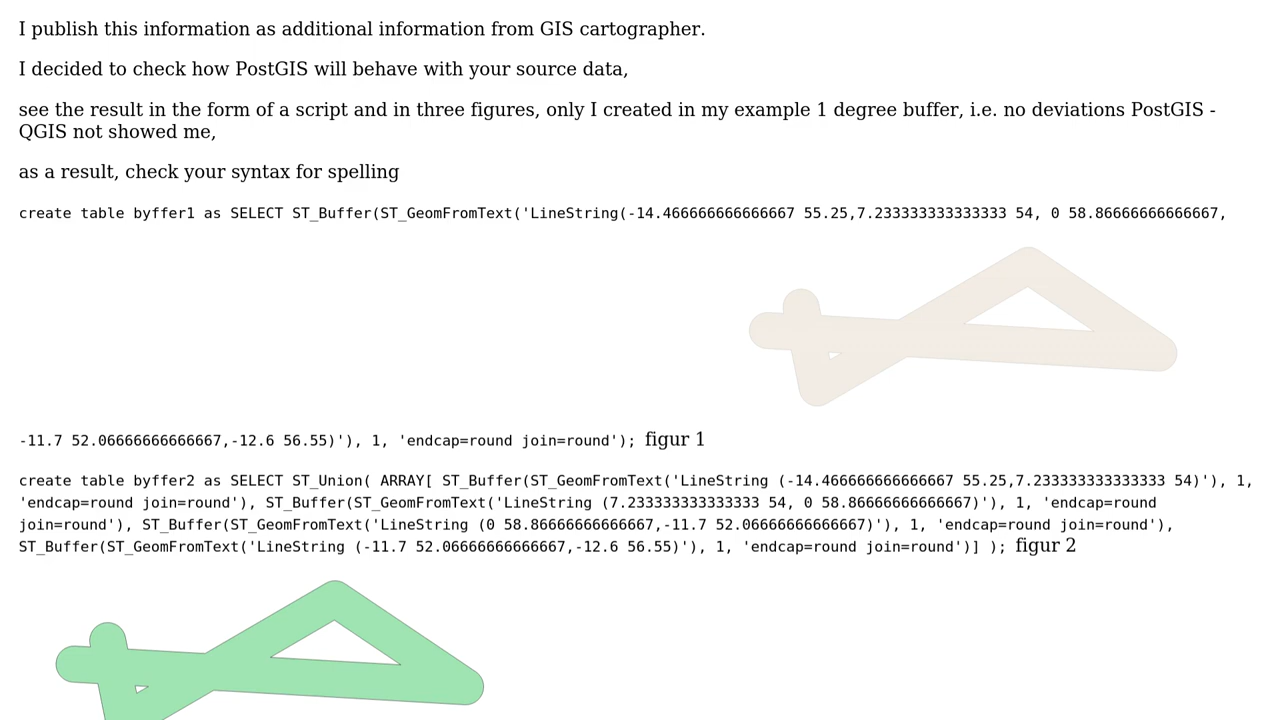 I publish this information as additional information from GIS cartographer.
I decided to check how PostGIS will behave with your source data,
see the result in the form of a script and in three figures, only I created in my example 1 degree buffer, i.e. no deviations PostGIS -
QGIS not showed me,
as a result, check your syntax for spelling
create table byffer1 as SELECT ST_Buffer(ST_GeomFromText('LineString(-14.466666666666667 55.25,7.233333333333333 54, 0 58.86666666666667,
-11.7 52.06666666666667,-12.6 56.55)'), 1, 'endcap=round join=round'); figur 1
create table byffer2 as SELECT ST_Union( ARRAY[ ST_Buffer(ST_GeomFromText('LineString (-14.466666666666667 55.25,7.233333333333333 54)'), 1,
'endcap=round join=round'), ST_Buffer(ST_GeomFromText('LineString (7.233333333333333 54, 0 58.86666666666667)'), 1, 'endcap=round
join=round'), ST_Buffer(ST_GeomFromText('LineString (0 58.86666666666667,-11.7 52.06666666666667)'), 1, 'endcap=round join=round'),
ST_Buffer(ST_GeomFromText('LineString (-11.7 52.06666666666667,-12.6 56.55)'), 1, 'endcap=round join=round')] ); figur 2